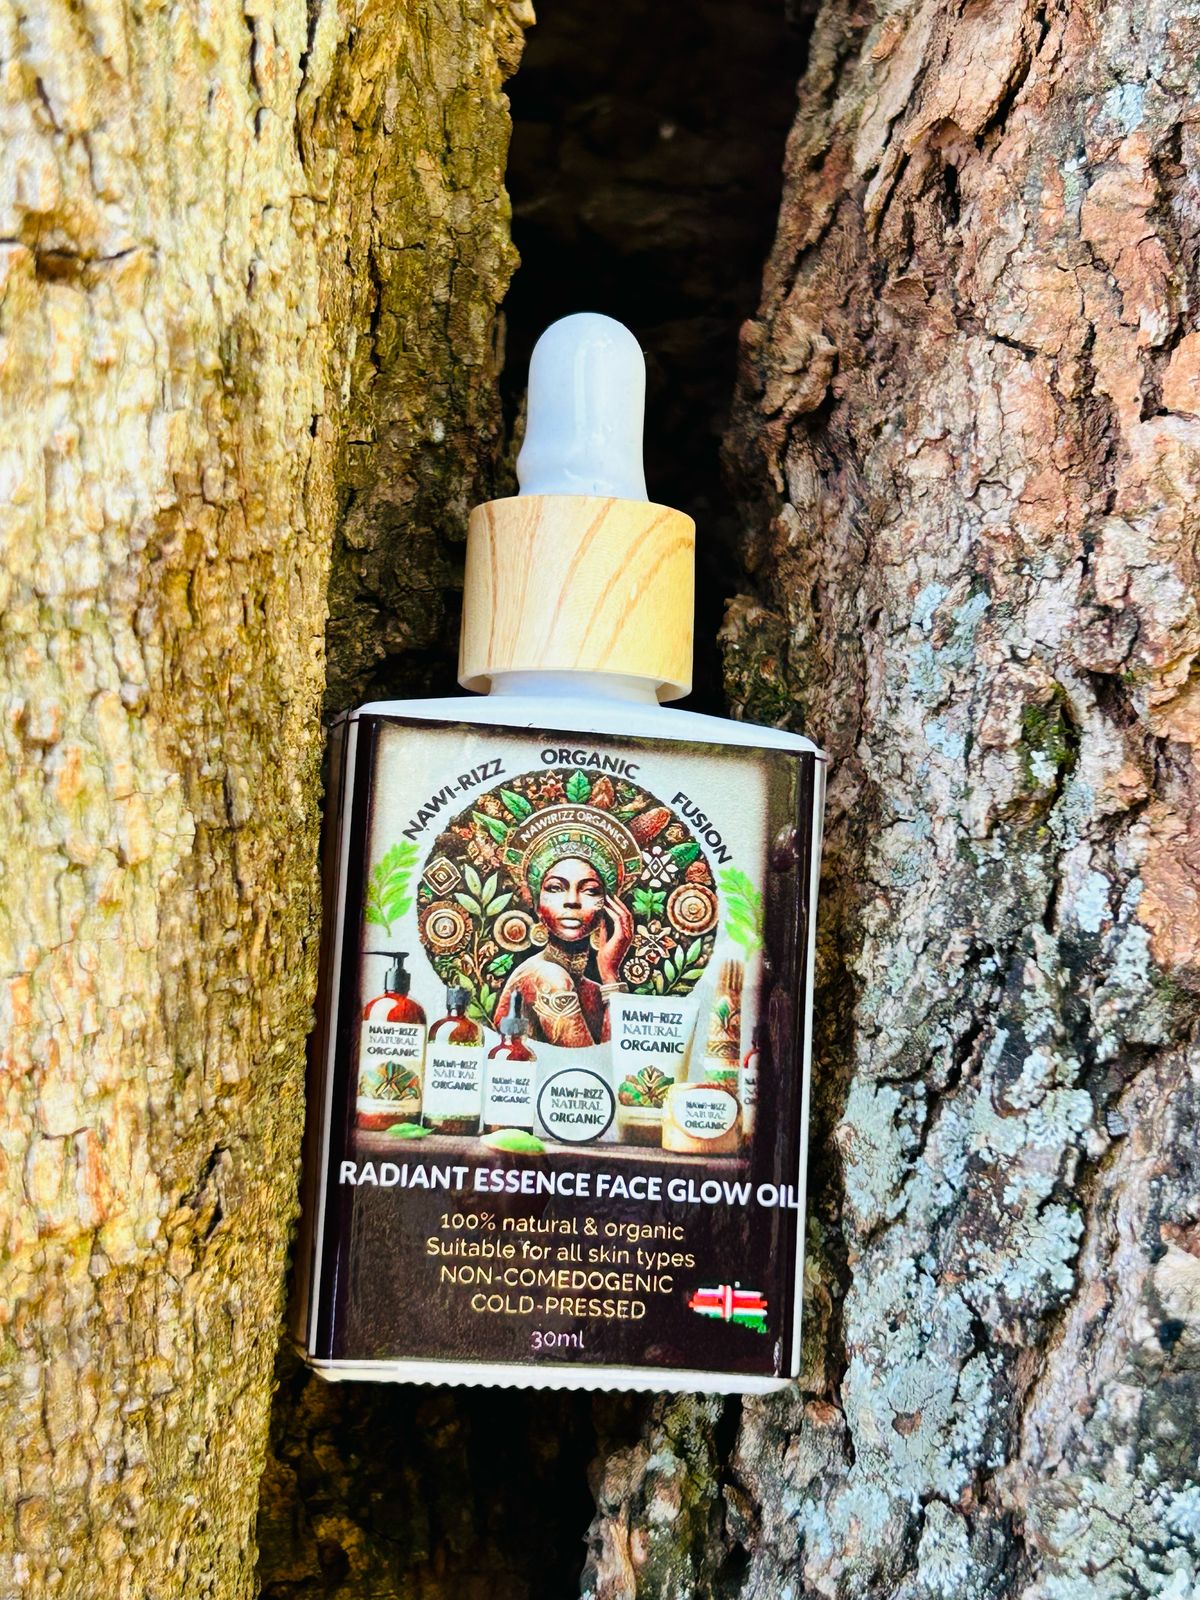 NAWI-RIZZ ORGANIC FUSION
NAWIRIZZ ORGANICS
NAWI-RIZZ
NATURAL
ORGANIC
NAWI-RIZZ
NATURAL
ORGANIC
NAWI-RIZZ
NATURAL
ORGANIC
NAWI-RIZZ
NATURAL
ORGANIC
NAWI-RIZZ
NATURAL
ORGANIC
NAWI-RIZZ
NATURAL
ORGANIC
RADIANT ESSENCE FACE GLOW OIL
100% natural & organic
Suitable for all skin types
NON-COMEDOGENIC
COLD-PRESSED
30ml